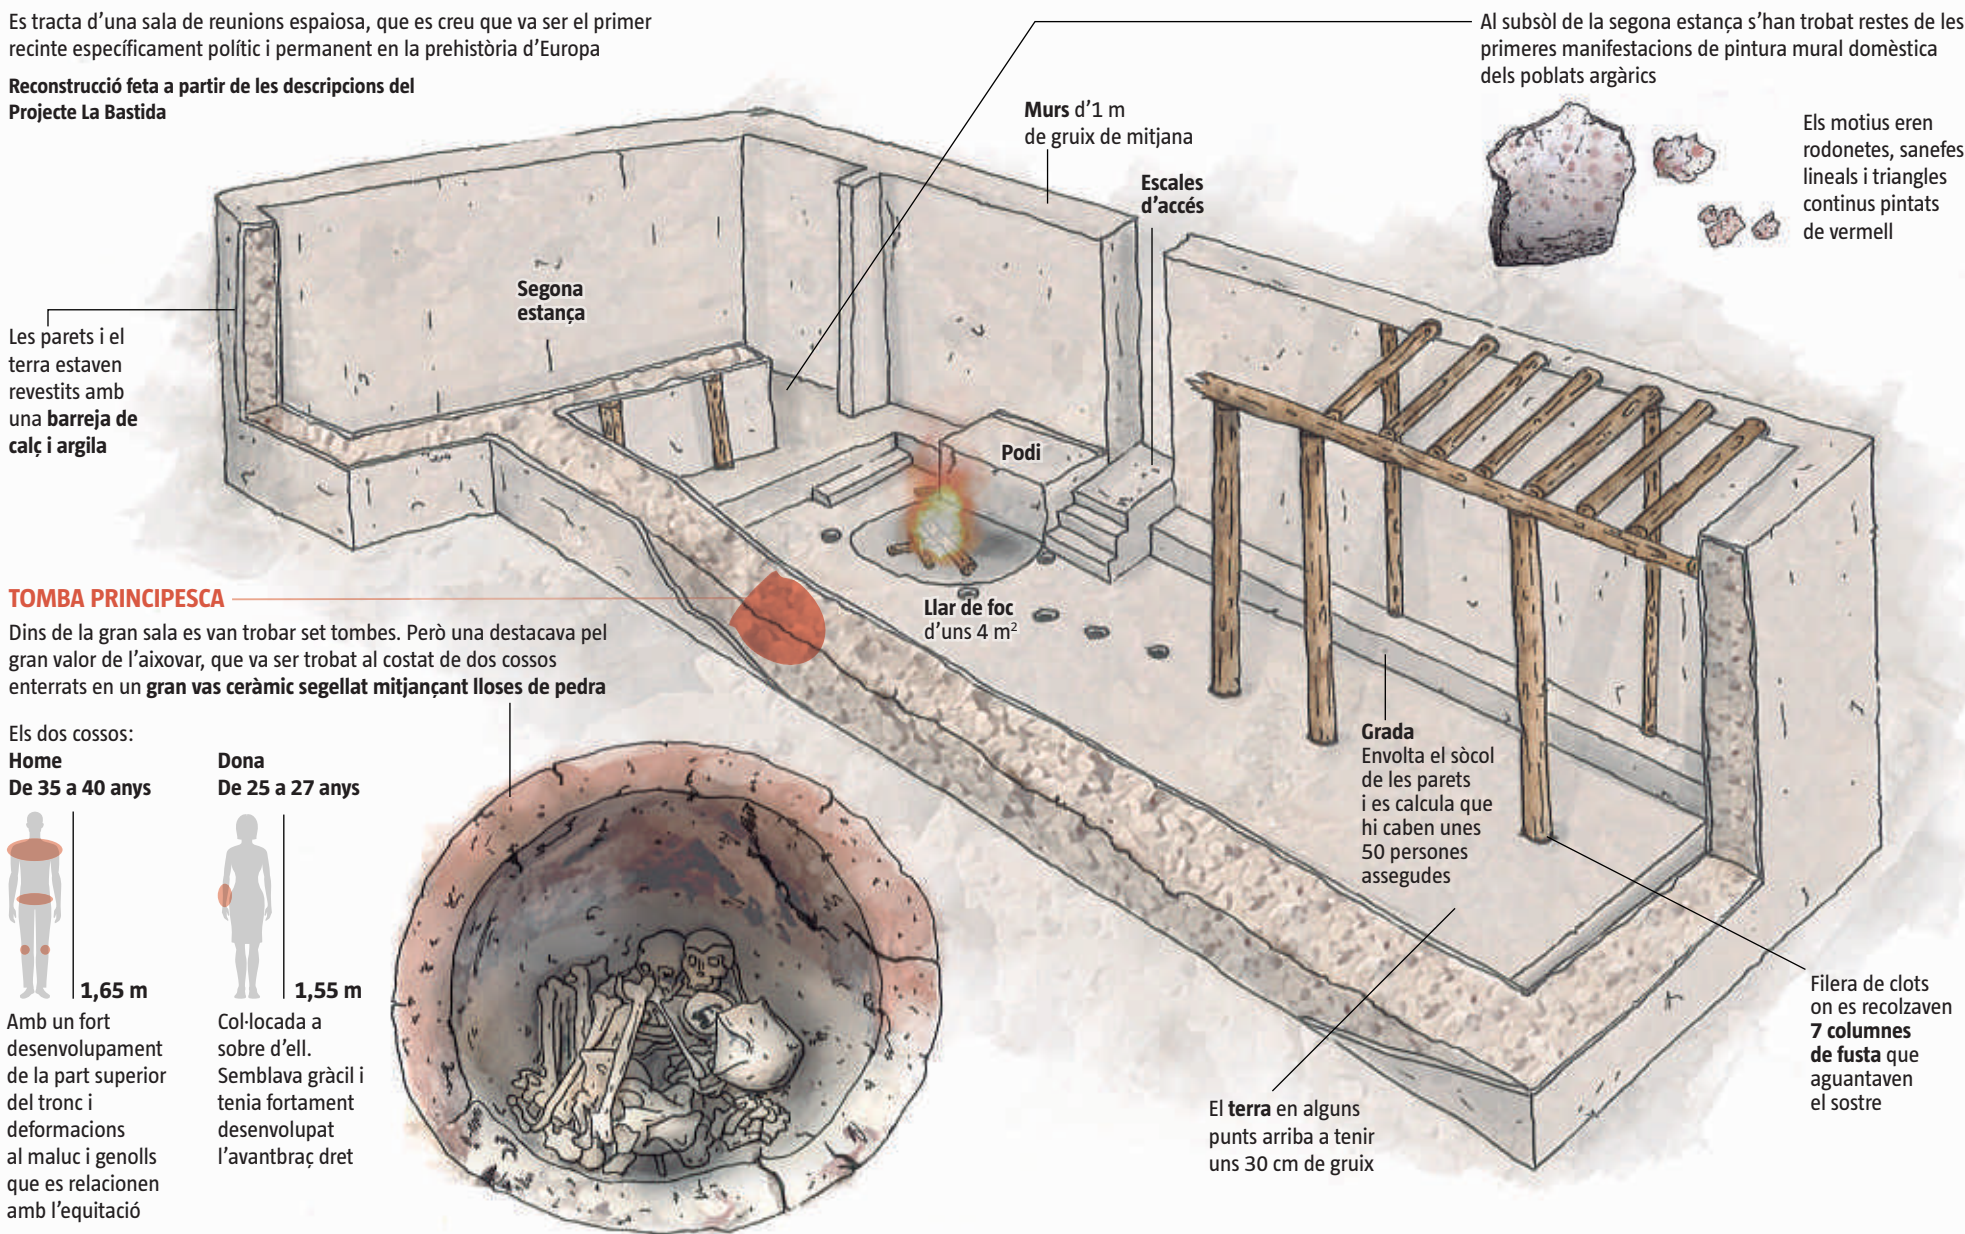 Es tracta d’una sala de reunions espaiosa, que es creu que va ser el primer
recinte específicament polític i permanent en la prehistòria d’Europa
Reconstrucció feta a partir de les descripcions del
Projecte La Bastida
Al subsòl de la segona estança s’han trobat restes de les
primeres manifestacions de pintura mural domèstica
dels poblats argàrics
Els motius eren
rodonetes, sanefes
lineals i triangles
continus pintats
de vermell
Murs d’1 m
de gruix de mitjana
Escales
d’accés
Segona
estança
Les parets i el
terra estaven
revestits amb
una barreja de
calç i argila
Podi
Llar de foc
d’uns 4 m²
TOMBA PRINCIPESCA
Dins de la gran sala es van trobar set tombes. Però una destacava pel
gran valor de l’aixovar, que va ser trobat al costat de dos cossos
enterrats en un gran vas ceràmic segellat mitjançant lloses de pedra
Els dos cossos:
Home
De 35 a 40 anys
1,65 m
Amb un fort
desenvolupament
de la part superior
del tronc i
deformacions
al maluc i genolls
que es relacionen
amb l’equitació
Dona
De 25 a 27 anys
1,55 m
Col·locada a
sobre d’ell.
Semblava gràcil i
tenia fortament
desenvolupat
l’avantbraç dret
Grada
Envolta el sòcol
de les parets
i es calcula que
hi caben unes
50 persones
assegudes
El terra en alguns
punts arriba a tenir
uns 30 cm de gruix
Filera de clots
on es recolzaven
7 columnes
de fusta que
aguantaven
el sostre